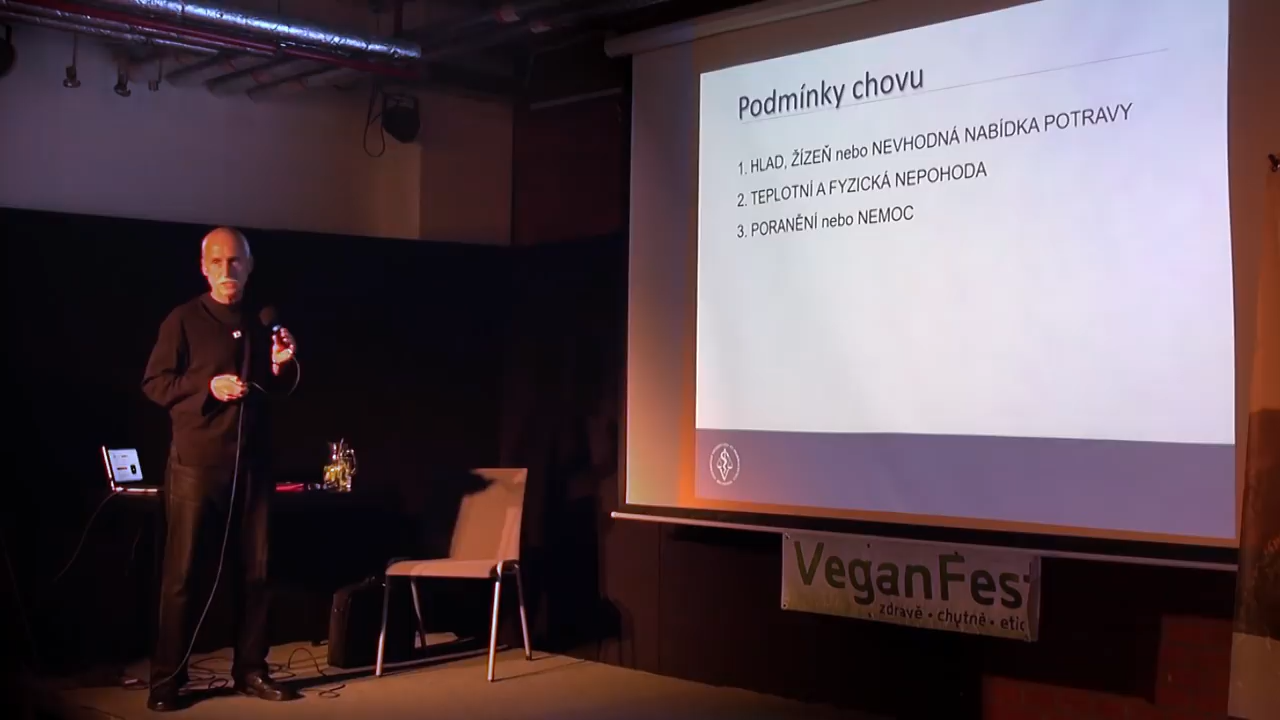 Podmínky chovu
1. HLAD, ŽÍZEŇ nebo NEVHODNÁ NABÍDKA POTRAVY
2. TEPLOTNÍ A FYZICKÁ NEPOHODA
3. PORANĚNÍ nebo NEMOC
VeganFest
zdravě • chutně • etic